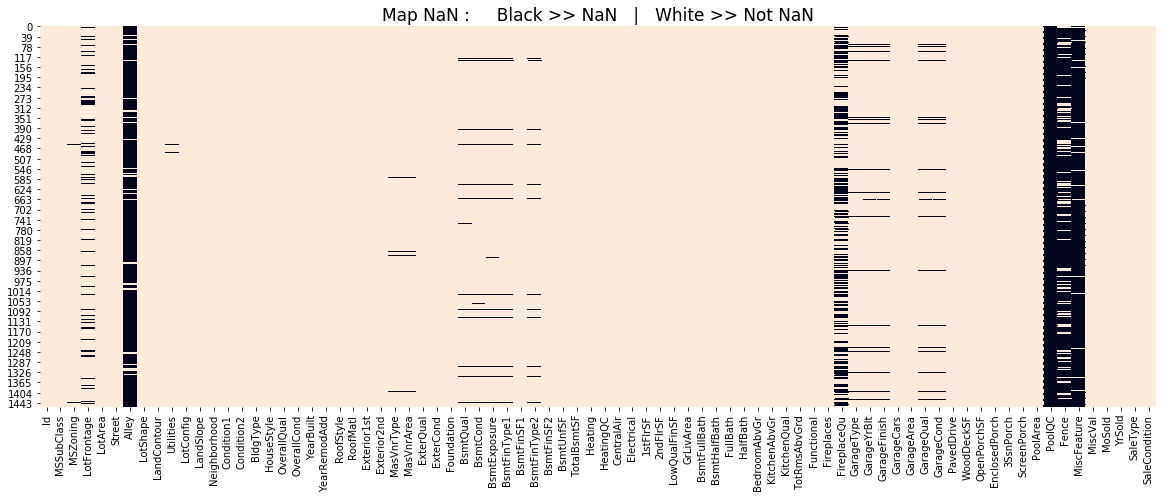 Map NaN :     Black >> NaN   |   White >> Not NaN
0
39
78
117
156
195
234
273
312
351
390
429
468
507
546
585
624
663
702
741
780
819
858
897
936
975
1014
1053
1092
1131
1170
1209
1248
1287
1326
1365
1404
1443
Id
MSSubClass
MSZoning
LotFrontage
LotArea
Street
Alley
LotShape
LandContour
Utilities
LotConfig
LandSlope
Neighborhood
Condition1
Condition2
BldgType
HouseStyle
OverallQual
OverallCond
YearBuilt
YearRemodAdd
RoofStyle
RoofMatl
Exterior1st
Exterior2nd
MasVnrType
MasVnrArea
ExterQual
ExterCond
Foundation
BsmtQual
BsmtCond
BsmtExposure
BsmtFinType1
BsmtFinSF1
BsmtFinType2
BsmtFinSF2
BsmtUnfSF
TotalBsmtSF
Heating
HeatingQC
CentralAir
Electrical
1stFlrSF
2ndFlrSF
LowQualFinSF
GrLivArea
BsmtFullBath
BsmtHalfBath
FullBath
HalfBath
BedroomAbvGr
KitchenAbvGr
KitchenQual
TotRmsAbvGrd
Functional
Fireplaces
FireplaceQu
GarageType
GarageYrBlt
GarageFinish
GarageCars
GarageArea
GarageQual
GarageCond
PavedDrive
WoodDeckSF
OpenPorchSF
EnclosedPorch
3SsnPorch
ScreenPorch
PoolArea
PoolQC
Fence
MiscFeature
MiscVal
MoSold
YrSold
SaleType
SaleCondition